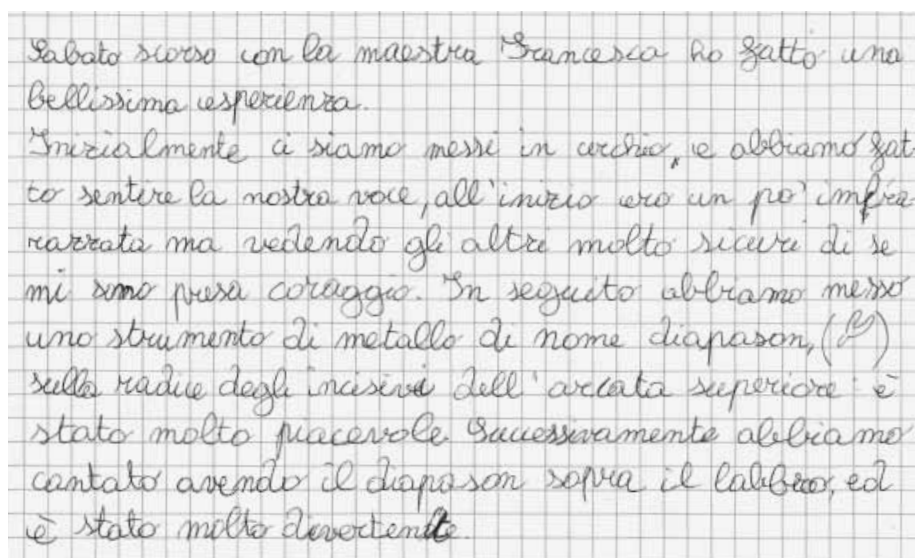 Sabato scorso con la maestra Francesca ho fatto una
bellissima esperienza.
Inizialmente ci siamo messi in cerchio, e abbiamo fat-
to sentire la nostra voce, all'inizio ero un po' imba-
razzata ma vedendo gli altri molto sicuri di se
mi sono presa coraggio. In seguito abbiamo messo
uno strumento di metallo di nome diapason, ( )
sulla radice degli incisivi dell'arcata superiore: è
stato molto piacevole. Successivamente abbiamo
cantato avendo il diapason sopra il labbro, ed
è stato molto divertente.